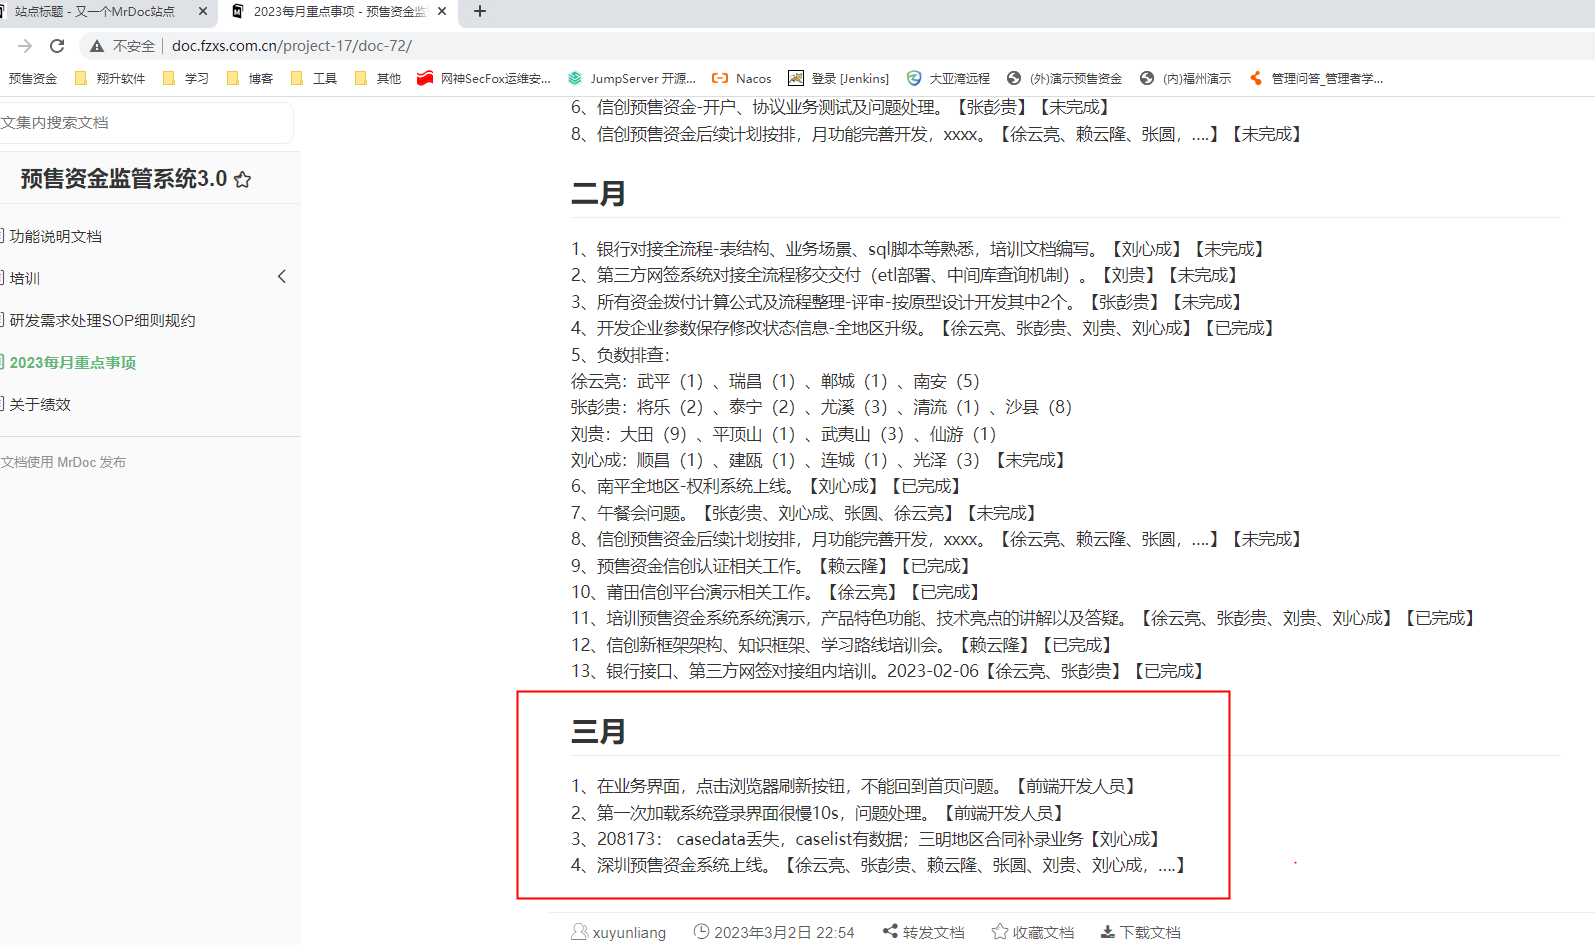 站点标题 - 又一个MrDoc站点
2023每月重点事项 - 预售资金监
不安全 doc.fzxs.com.cn/project-17/doc-72/
预售资金 翔升软件 学习 博客 工具 其他 网神SecFox运维安... JumpServer 开源... Nacos 登录 [Jenkins] 大亚湾远程 (外)演示预售资金 (内)福州演示 管理问答_管理者学...
文集内搜索文档
预售资金监管系统3.0
功能说明文档
培训
研发需求处理SOP细则规约
2023每月重点事项
关于绩效
文档使用 MrDoc 发布
6、信创预售资金-开户、协议业务测试及问题处理。【张彭贵】【未完成】
8、信创预售资金后续计划按排，月功能完善开发，xxxx。【徐云亮、赖云隆、张圆，....】【未完成】
二月
1、银行对接全流程-表结构、业务场景、sql脚本等熟悉，培训文档编写。【刘心成】【未完成】
2、第三方网签系统对接全流程移交交付（etl部署、中间库查询机制）。【刘贵】【未完成】
3、所有资金拨付计算公式及流程整理-评审-按原型设计开发其中2个。【张彭贵】【未完成】
4、开发企业参数保存修改状态信息-全地区升级。【徐云亮、张彭贵、刘贵、刘心成】【已完成】
5、负数排查：
徐云亮：武平（1）、瑞昌（1）、郸城（1）、南安（5）
张彭贵：将乐（2）、泰宁（2）、尤溪（3）、清流（1）、沙县（8）
刘贵：大田（9）、平顶山（1）、武夷山（3）、仙游（1）
刘心成：顺昌（1）、建瓯（1）、连城（1）、光泽（3）【未完成】
6、南平全地区-权利系统上线。【刘心成】【已完成】
7、午餐会问题。【张彭贵、刘心成、张圆、徐云亮】【未完成】
8、信创预售资金后续计划按排，月功能完善开发，xxxx。【徐云亮、赖云隆、张圆，....】【未完成】
9、预售资金信创认证相关工作。【赖云隆】【已完成】
10、莆田信创平台演示相关工作。【徐云亮】【已完成】
11、培训预售资金系统系统演示，产品特色功能、技术亮点的讲解以及答疑。【徐云亮、张彭贵、刘贵、刘心成】【已完成】
12、信创新框架架构、知识框架、学习路线培训会。【赖云隆】【已完成】
13、银行接口、第三方网签对接组内培训。2023-02-06【徐云亮、张彭贵】【已完成】
三月
1、在业务界面，点击浏览器刷新按钮，不能回到首页问题。【前端开发人员】
2、第一次加载系统登录界面很慢10s，问题处理。【前端开发人员】
3、208173： casedata丢失，caselist有数据；三明地区合同补录业务【刘心成】
4、深圳预售资金系统上线。【徐云亮、张彭贵、赖云隆、张圆、刘贵、刘心成，....】
xuyunliang 2023年3月2日 22:54 转发文档 收藏文档 下载文档